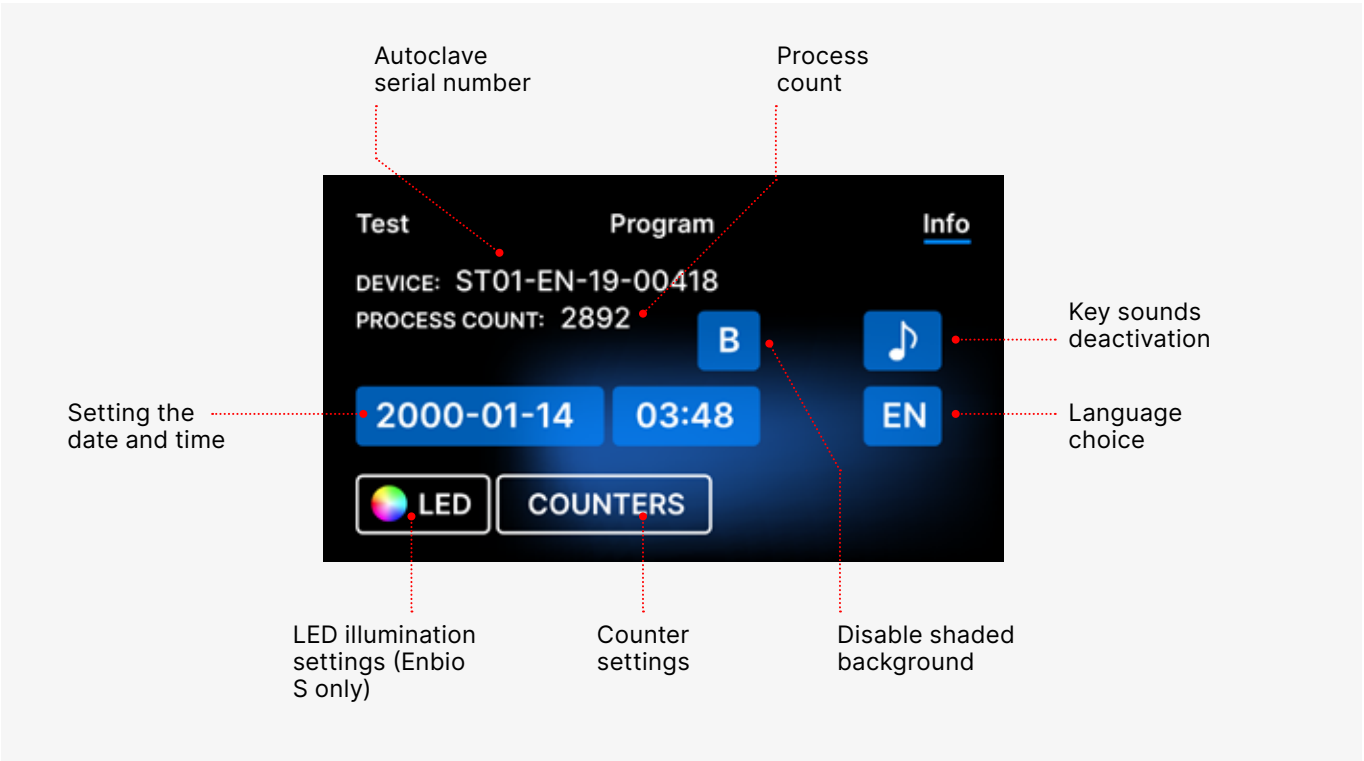 Autoclave
serial number
Process
count
Test
Program
Info
DEVICE: ST01-EN-19-00418
PROCESS COUNT: 2892
B
Key sounds
deactivation
Setting the
date and time
2000-01-14
03:48
EN
Language
choice
LED
COUNTERS
LED illumination
settings (Enbio
S only)
Counter
settings
Disable shaded
background